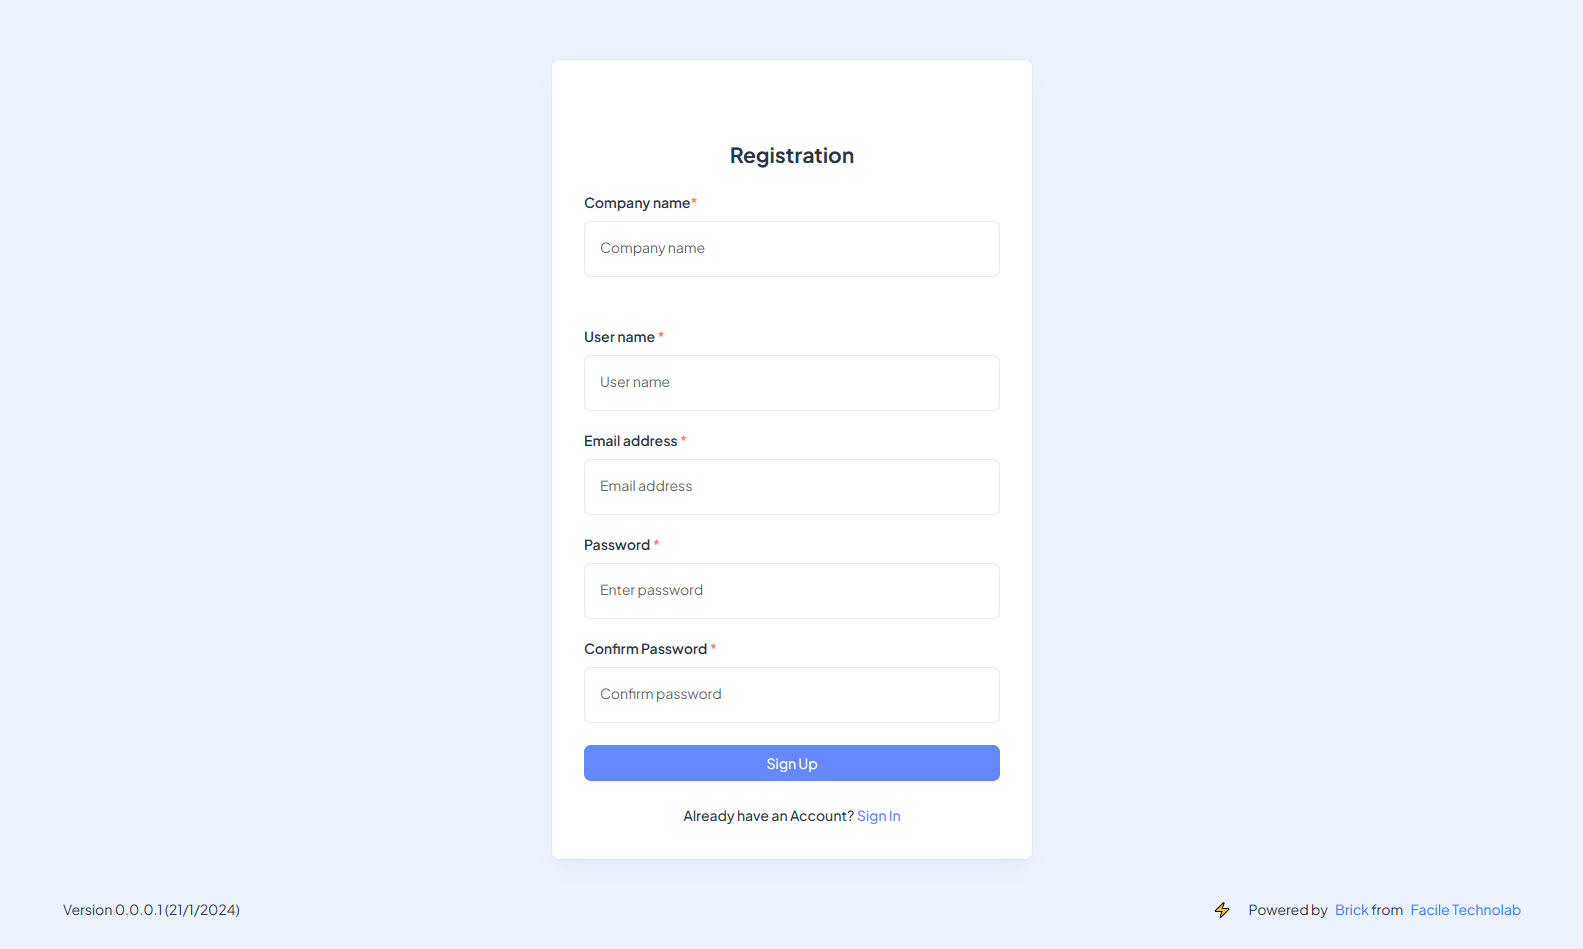 Registration
Company name*
Company name
User name *
User name
Email address *
Email address
Password *
Enter password
Confirm Password *
Confirm password
Sign Up
Already have an Account? Sign In
Version 0.0.0.1 (21/1/2024)
Powered by Brick from Facile Technolab